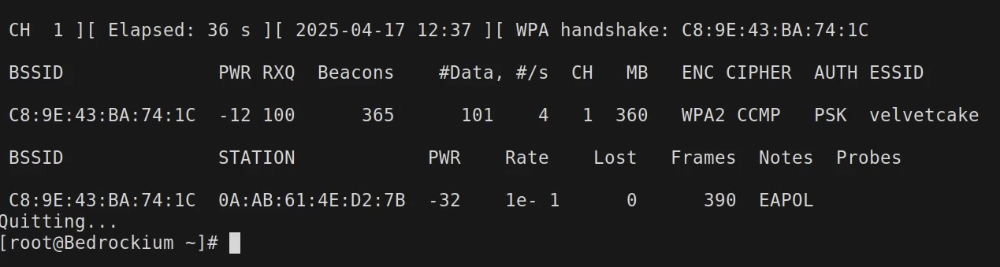 CH  1 ][ Elapsed: 36 s ][ 2025-04-17 12:37 ][ WPA handshake: C8:9E:43:BA:74:1C
BSSID              PWR RXQ  Beacons    #Data, #/s  CH   MB   ENC CIPHER  AUTH ESSID
C8:9E:43:BA:74:1C  -12 100      365      101    4   1  360   WPA2 CCMP   PSK  velvetcake
BSSID              STATION            PWR    Rate    Lost   Frames  Notes  Probes
C8:9E:43:BA:74:1C  0A:AB:61:4E:D2:7B  -32    1e- 1      0      390  EAPOL
Quitting...
[root@Bedrockium ~]#